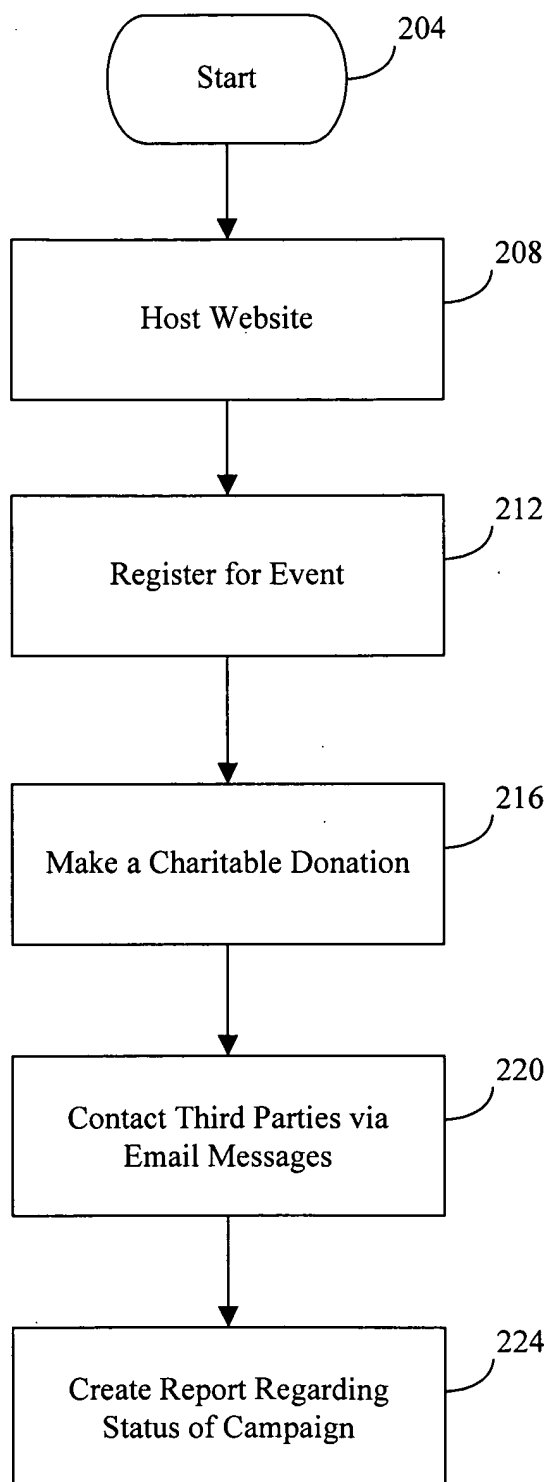 204
Start
208
Host Website
212
Register for Event
216
Make a Charitable Donation
220
Contact Third Parties via
Email Messages
224
Create Report Regarding
Status of Campaign